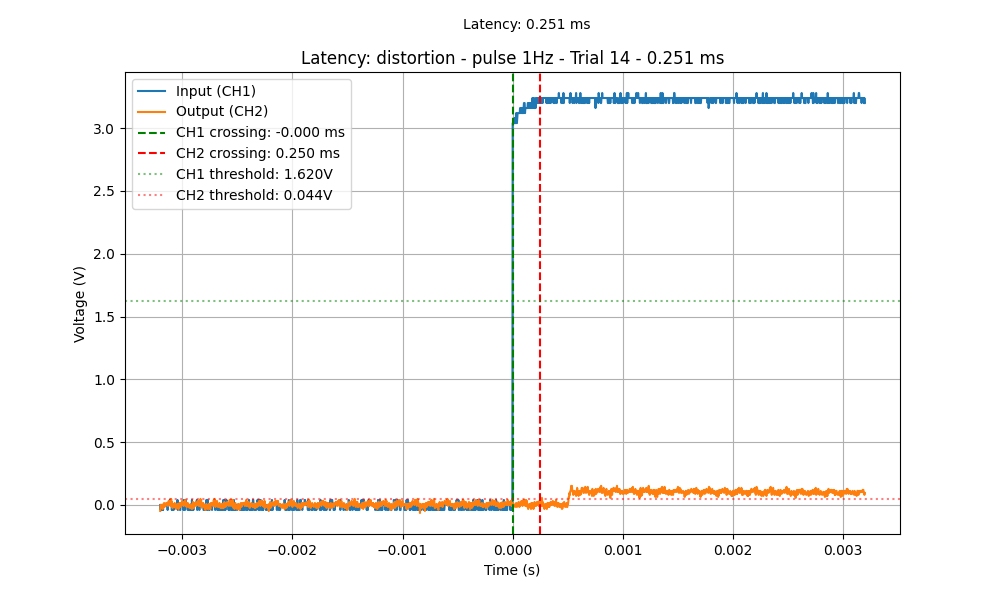 Latency: 0.251 ms
Latency: distortion - pulse 1Hz - Trial 14 - 0.251 ms
Input (CH1)
Output (CH2)
CH1 crossing: -0.000 ms
CH2 crossing: 0.250 ms
CH1 threshold: 1.620V
CH2 threshold: 0.044V
3.0
2.5
2.0
1.5
1.0
0.5
0.0
Voltage (V)
−0.003 −0.002 −0.001 0.000 0.001 0.002 0.003
Time (s)